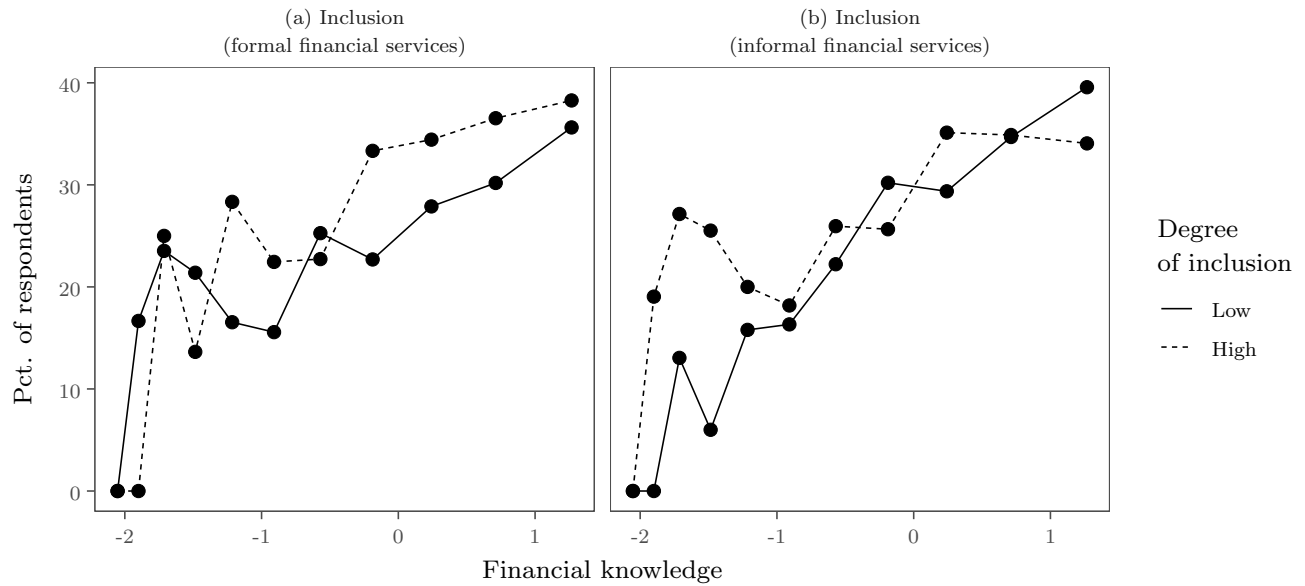 (a) Inclusion
(formal financial services)
(b) Inclusion
(informal financial services)
Pct. of respondents
40
30
20
10
0
-2
-1
0
1
-2
-1
0
1
Financial knowledge
Degree
of inclusion
Low
High